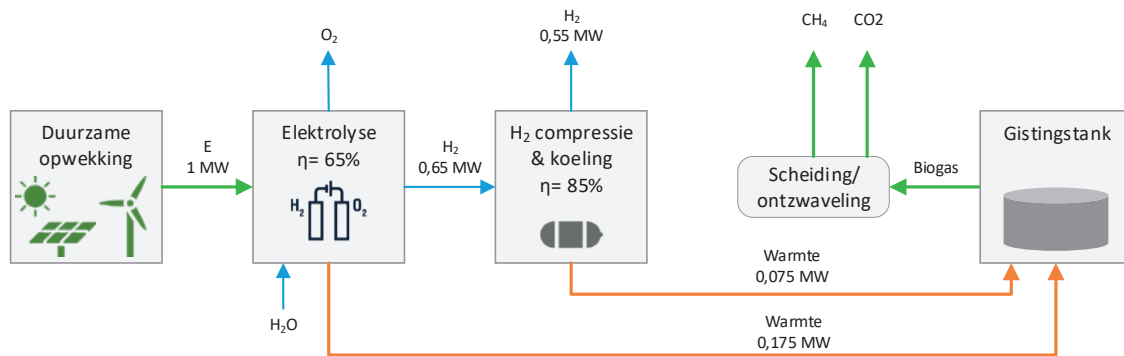 Duurzame
opwekking
E
1 MW
O₂
Elektrolyse
η= 65%
H₂
O₂
H₂O
H₂
0,65 MW
H₂
0,55 MW
H₂ compressie
& koeling
η= 85%
CH₄
CO2
Scheiding/
ontzwaveling
Biogas
Gistingstank
Warmte
0,075 MW
Warmte
0,175 MW